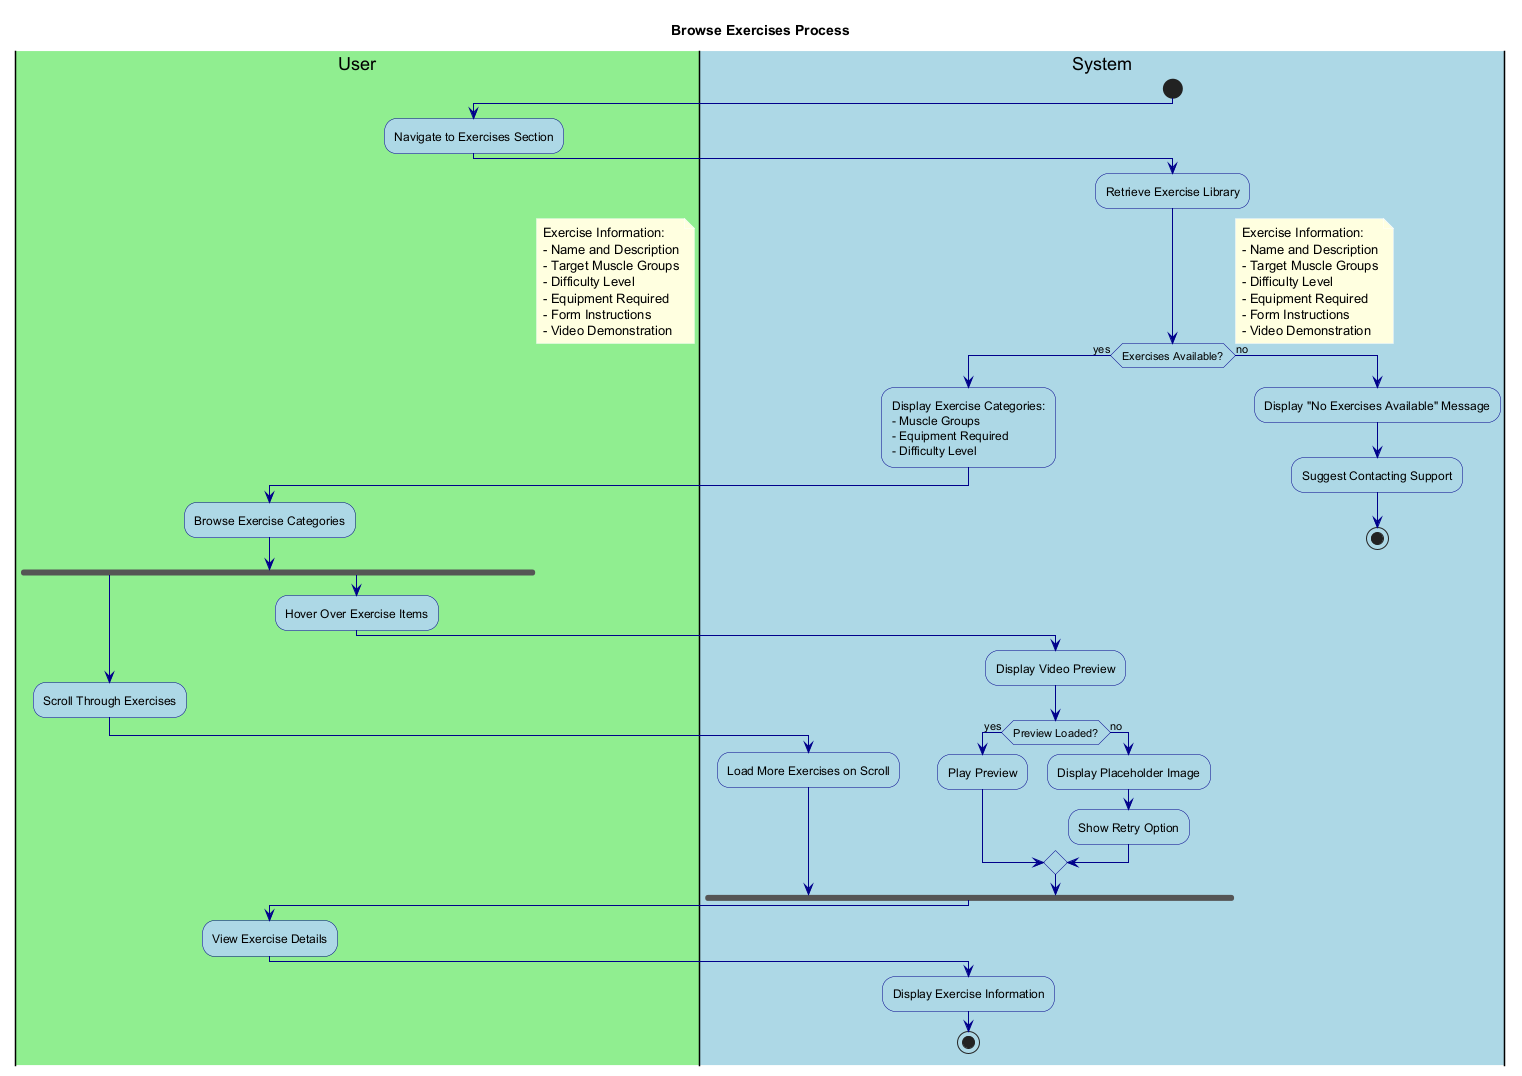 Browse Exercises Process
User
System
Navigate to Exercises Section
Retrieve Exercise Library
Exercise Information:
- Name and Description
- Target Muscle Groups
- Difficulty Level
- Equipment Required
- Form Instructions
- Video Demonstration
Exercise Information:
- Name and Description
- Target Muscle Groups
- Difficulty Level
- Equipment Required
- Form Instructions
- Video Demonstration
yes
Exercises Available?
no
Display Exercise Categories:
- Muscle Groups
- Equipment Required
- Difficulty Level
Display "No Exercises Available" Message
Suggest Contacting Support
Browse Exercise Categories
Hover Over Exercise Items
Display Video Preview
Scroll Through Exercises
yes
Preview Loaded?
no
Load More Exercises on Scroll
Play Preview
Display Placeholder Image
Show Retry Option
View Exercise Details
Display Exercise Information